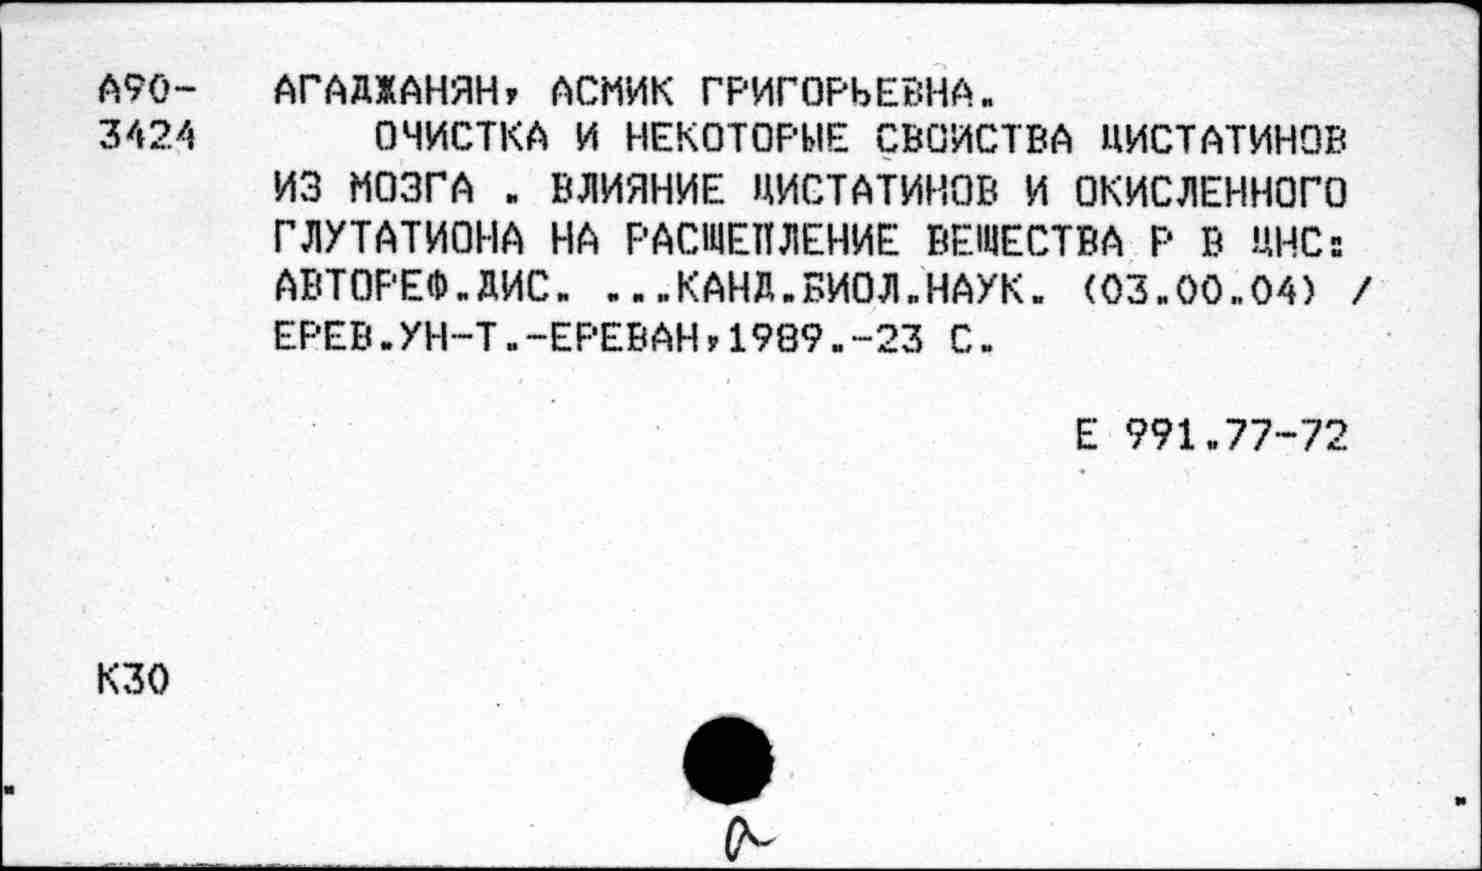 А90- АГАДЖАНЯН, АСМИК ГРИГОРЬЕВНА.
3424 ОЧИСТКА И НЕКОТОРЫЕ СВОЙСТВА ЦИСТАТИНОВ
ИЗ МОЗГА . ВЛИЯНИЕ ЦИСТАТИНОВ И ОКИСЛЕННОГО
ГЛУТАТИОНА НА РАСЩЕПЛЕНИЕ ВЕЩЕСТВА Р В ЦНС:
АВТОРЕФ.ДИС. ...КАНД.БИОЛ.НАУК. (03.00.04) /
ЕРЕВ.УН-Т.-ЕРЕВАН,1989.-23 С.
Е 991.77-72
К30